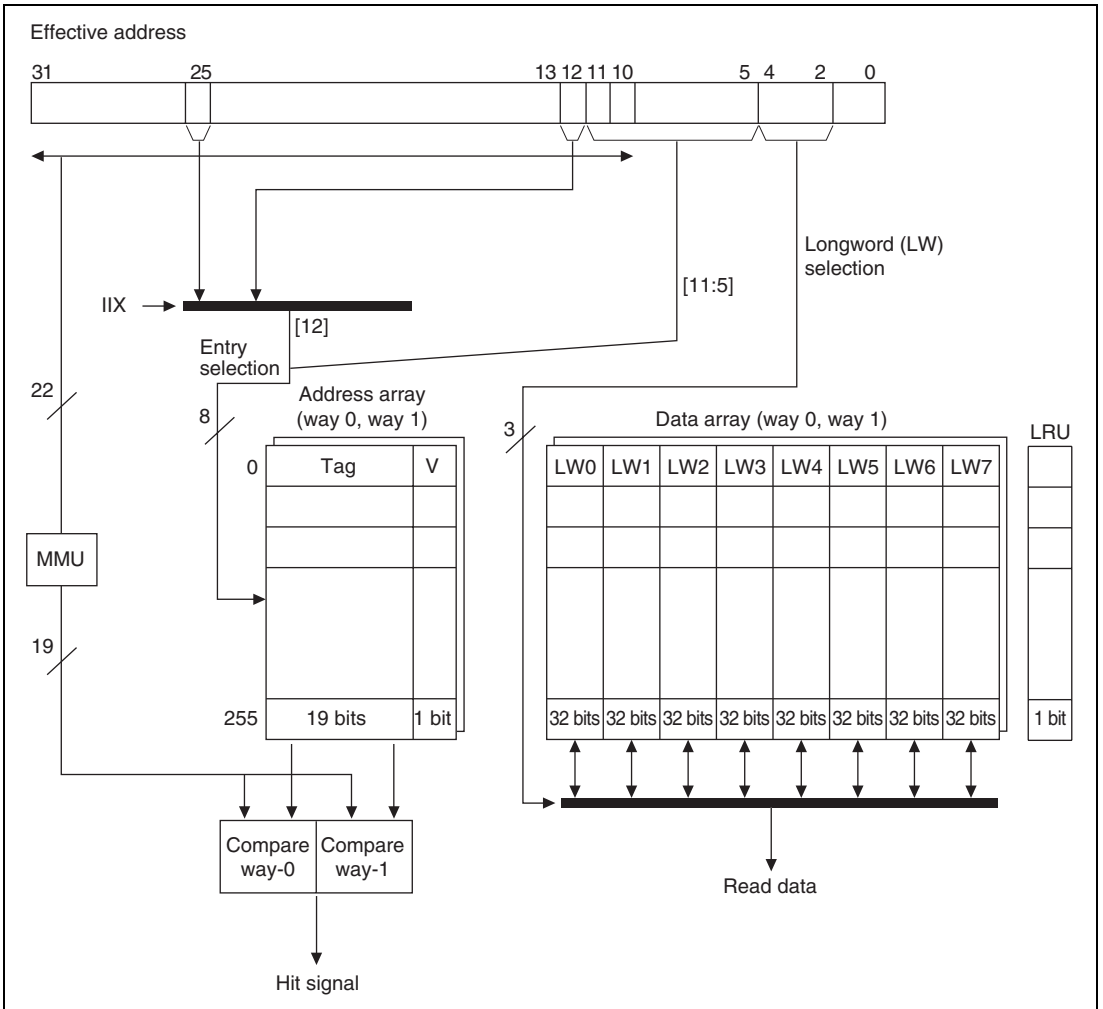 Effective address
31 25 13 12 11 10 5 4 2 0
Longword (LW)
selection
[11:5]
IIX
[12]
Entry
selection
22
8
Address array
(way 0, way 1)
3
Data array (way 0, way 1)
LRU
0 Tag V
LW0 LW1 LW2 LW3 LW4 LW5 LW6 LW7
MMU
19
255 19 bits 1 bit
32 bits 32 bits 32 bits 32 bits 32 bits 32 bits 32 bits 32 bits
1 bit
Compare
way-0
Compare
way-1
Read data
Hit signal